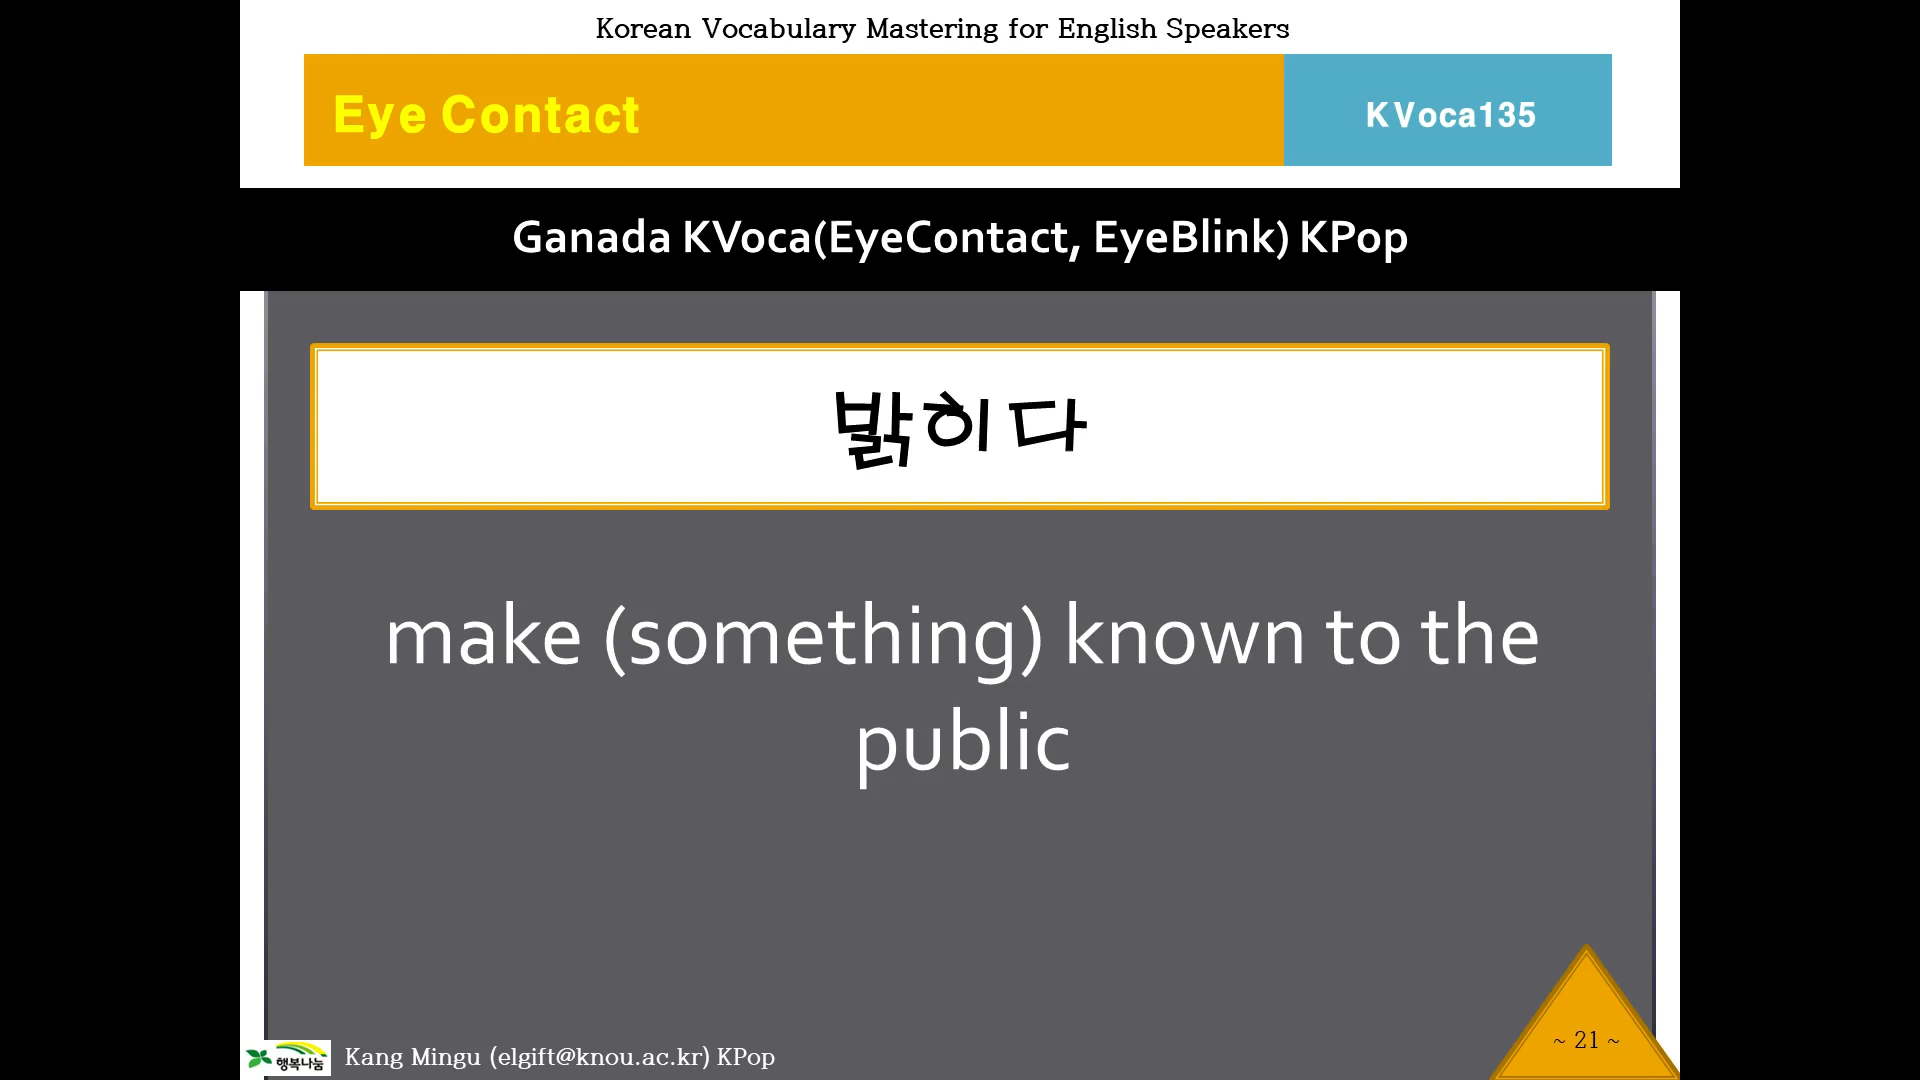 Korean Vocabulary Mastering for English Speakers
Eye Contact
KVoca135
Ganada KVoca(EyeContact, EyeBlink) KPop
밝히다
make (something) known to the
public
행복나눔
Kang Mingu (elgift@knou.ac.kr) KPop
~ 21 ~